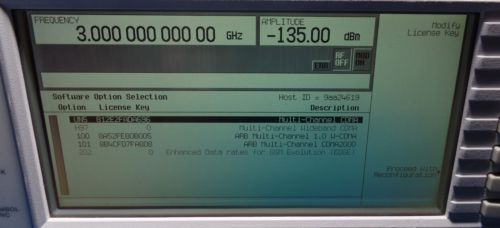 FREQUENCY
AMPLITUDE
Modify
License Key
3.000 000 000 00 GHz
-135.00 dBm
RF
OFF
MOD
ON
ERR
Software Option Selection
Host ID = 9aa24619
Option License Key Description
UN5 Multi-Channel CDMA
H97 0 Multi-Channel Wideband CDMA
100 8A52FE80B005 ARB Multi-Channel 1.0 W-CDMA
101 8B4CFD7FA8D8 ARB Multi-Channel CDMA2000
202 0 Enhanced Data rates for GSM Evolution (EDGE)
Proceed With
Reconfiguration